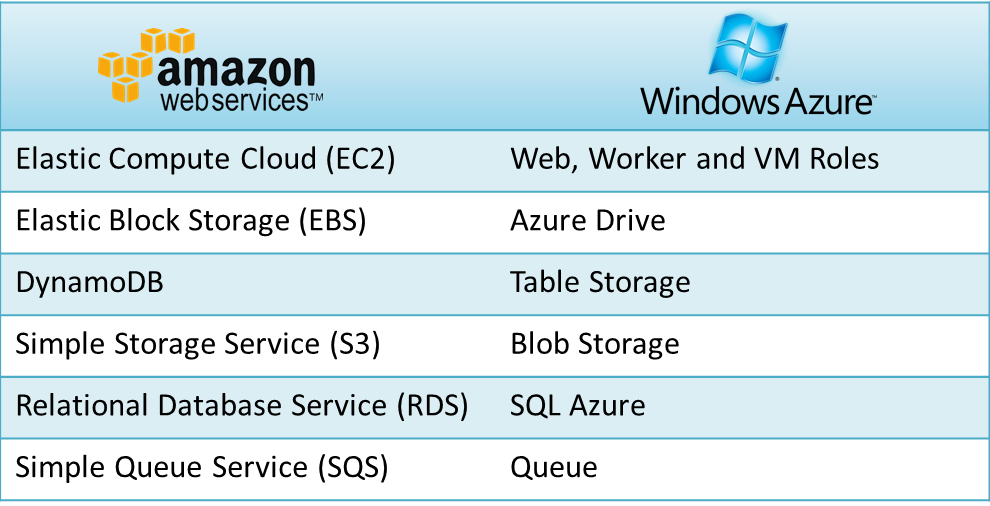 amazon
webservices™
Windows Azure™
Elastic Compute Cloud (EC2) Web, Worker and VM Roles
Elastic Block Storage (EBS) Azure Drive
DynamoDB Table Storage
Simple Storage Service (S3) Blob Storage
Relational Database Service (RDS) SQL Azure
Simple Queue Service (SQS) Queue